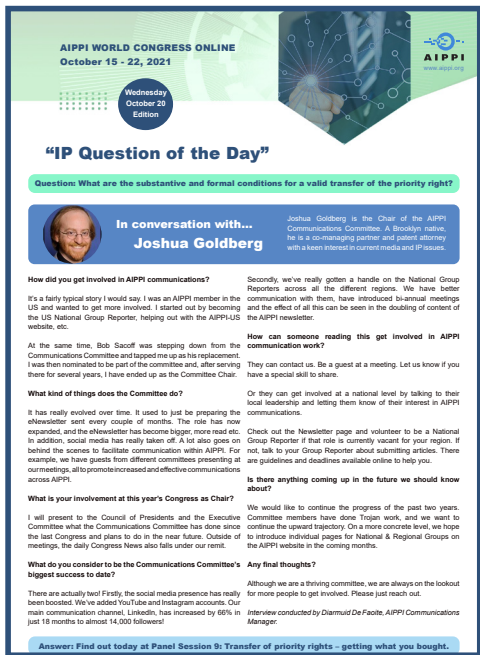 AIPPI WORLD CONGRESS ONLINE
October 15 - 22, 2021
AIPPI
www.aippi.org
Wednesday
October 20
Edition
“IP Question of the Day”
Question: What are the substantive and formal conditions for a valid transfer of the priority right?
In conversation with...
Joshua Goldberg
Joshua Goldberg is the Chair of the AIPPI
Communications Committee. A Brooklyn native,
he is a co-managing partner and patent attorney
with a keen interest in current media and IP issues.
How did you get involved in AIPPI communications?
It’s a fairly typical story I would say. I was an AIPPI member in the
US and wanted to get more involved. I started out by becoming
the US National Group Reporter, helping out with the AIPPI-US
website, etc.
At the same time, Bob Sacoff was stepping down from the
Communications Committee and tapped me up as his replacement.
I was then nominated to be part of the committee and, after serving
there for several years, I have ended up as the Committee Chair.
What kind of things does the Committee do?
It has really evolved over time. It used to just be preparing the
eNewsletter sent every couple of months. The role has now
expanded, and the eNewsletter has become bigger, more read etc.
In addition, social media has really taken off. A lot also goes on
behind the scenes to facilitate communication within AIPPI. For
example, we have guests from different committees presenting at
our meetings, all to promote increased and effective communications
across AIPPI.
What is your involvement at this year’s Congress as Chair?
I will present to the Council of Presidents and the Executive
Committee what the Communications Committee has done since
the last Congress and plans to do in the near future. Outside of
meetings, the daily Congress News also falls under our remit.
What do you consider to be the Communications Committee’s
biggest success to date?
There are actually two! Firstly, the social media presence has really
been boosted. We’ve added YouTube and Instagram accounts. Our
main communication channel, LinkedIn, has increased by 66% in
just 18 months to almost 14,000 followers!
Secondly, we’ve really gotten a handle on the National Group
Reporters across all the different regions. We have better
communication with them, have introduced bi-annual meetings
and the effect of all this can be seen in the doubling of content of
the AIPPI newsletter.
How can someone reading this get involved in AIPPI
communication work?
They can contact us. Be a guest at a meeting. Let us know if you
have a special skill to share.
Or they can get involved at a national level by talking to their
local leadership and letting them know of their interest in AIPPI
communications.
Check out the Newsletter page and volunteer to be a National
Group Reporter if that role is currently vacant for your region. If
not, talk to your Group Reporter about submitting articles. There
are guidelines and deadlines available online to help you.
Is there anything coming up in the future we should know
about?
We would like to continue the progress of the past two years.
Committee members have done Trojan work, and we want to
continue the upward trajectory. On a more concrete level, we hope
to introduce individual pages for National & Regional Groups on
the AIPPI website in the coming months.
Any final thoughts?
Although we are a thriving committee, we are always on the lookout
for more people to get involved. Please just reach out.
Interview conducted by Diarmuid De Faoite, AIPPI Communications
Manager.
Answer: Find out today at Panel Session 9: Transfer of priority rights – getting what you bought.